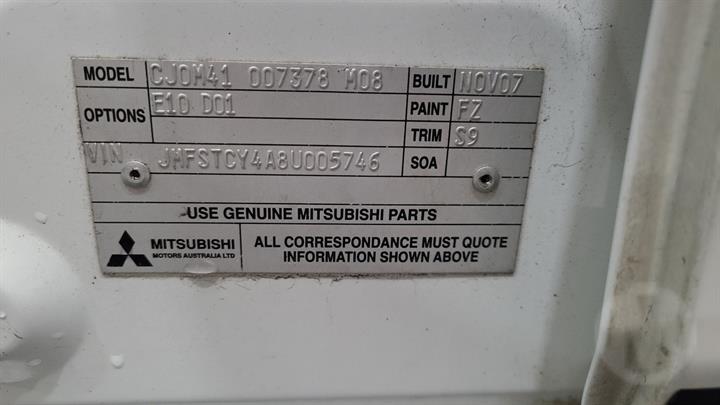 MODEL CJOM41 007378 M08 BUILT NOV07
OPTIONS E10 D01 PAINT FZ
TRIM S9
VIN JMFSTCY4A8U005746 SOA
USE GENUINE MITSUBISHI PARTS
MITSUBISHI
MOTORS AUSTRALIA LTD
ALL CORRESPONDANCE MUST QUOTE
INFORMATION SHOWN ABOVE